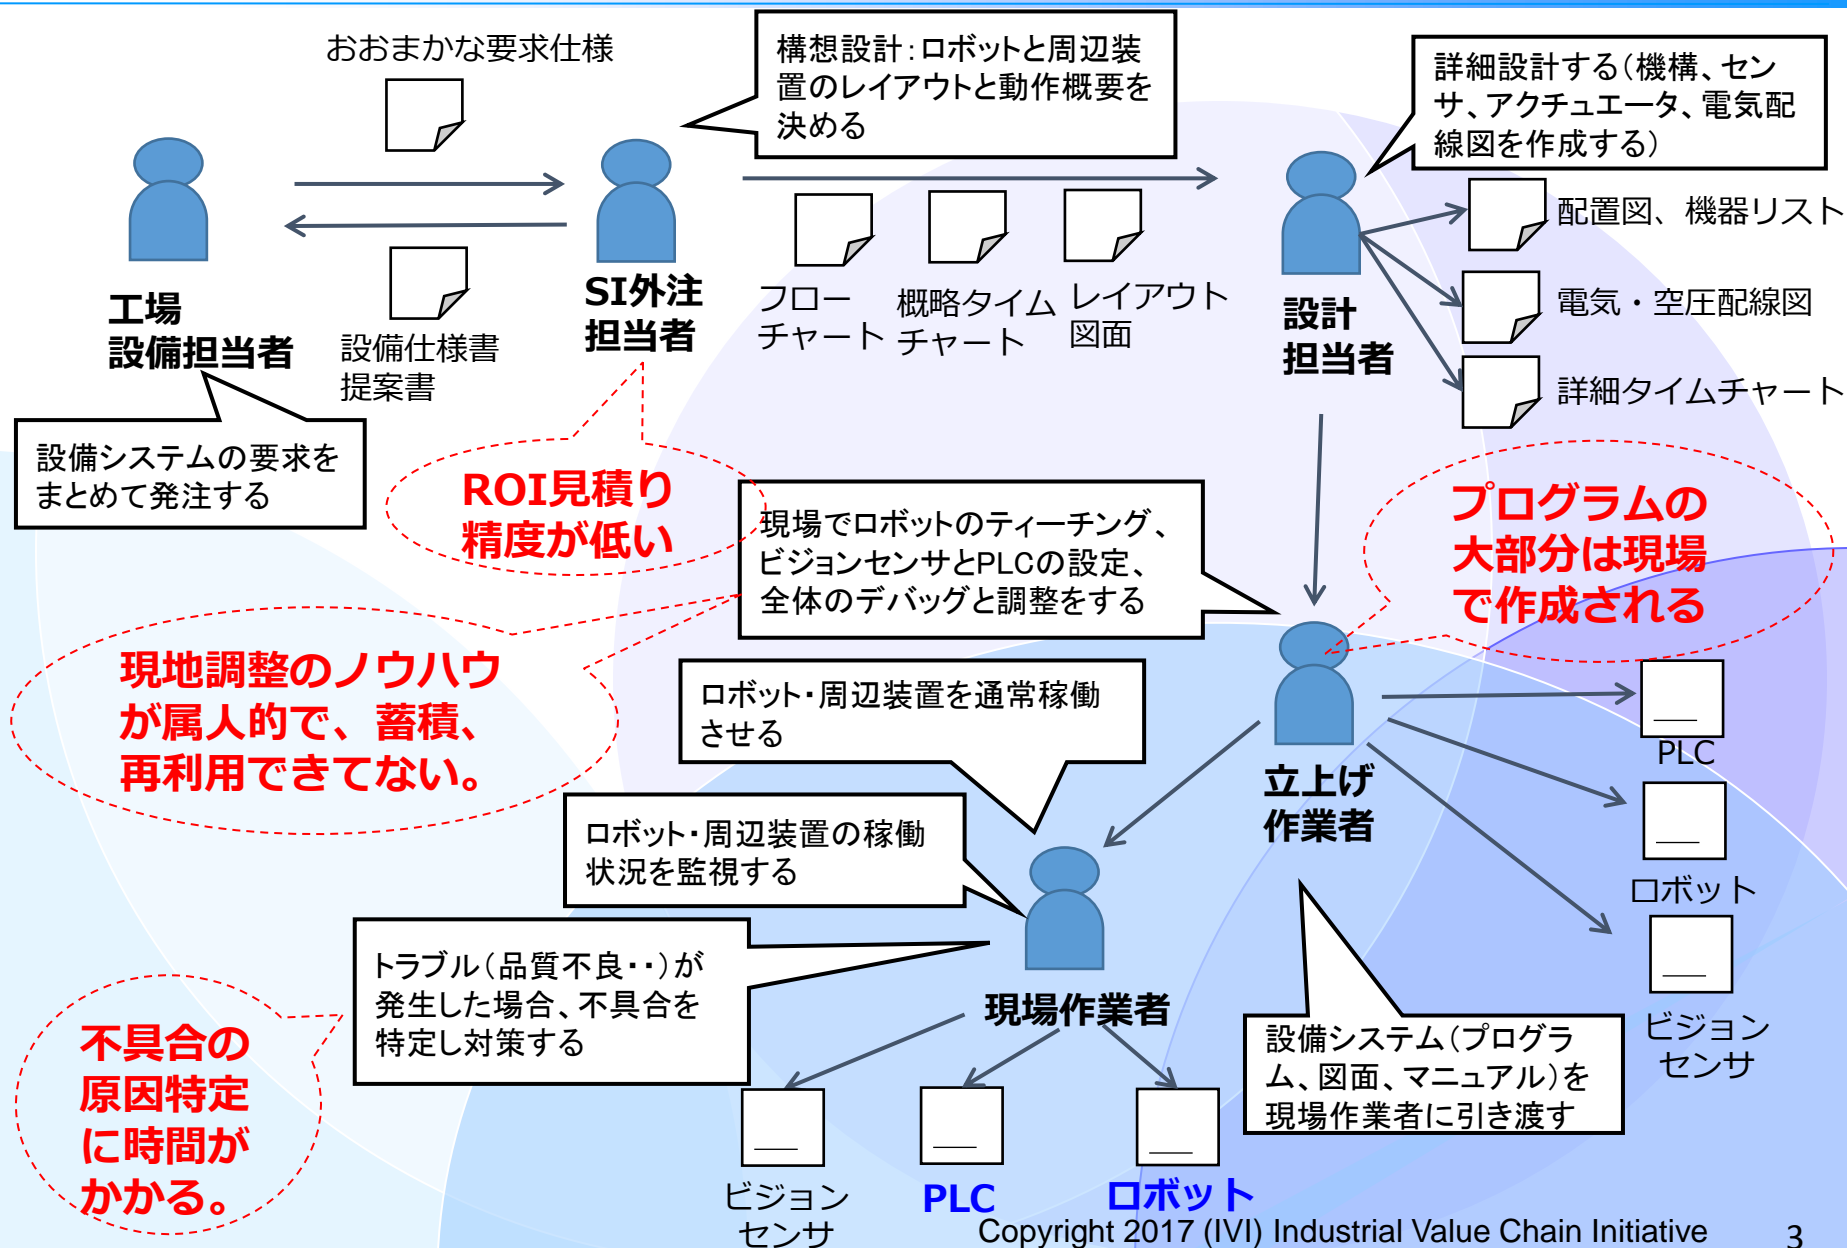 おおまかな要求仕様
構想設計：ロボットと周辺装
置のレイアウトと動作概要を
決める
詳細設計する（機構、セン
サ、アクチュエータ、電気配
線図を作成する）
工場
設備担当者
設備仕様書
提案書
SI外注
担当者
フロー
チャート
概略タイム
チャート
レイアウト
図面
設計
担当者
配置図、機器リスト
電気・空圧配線図
詳細タイムチャート
設備システムの要求を
まとめて発注する
ROI見積り
精度が低い
現場でロボットのティーチング、
ビジョンセンサとPLCの設定、
全体のデバッグと調整をする
プログラムの
大部分は現場
で作成される
現地調整のノウハウ
が属人的で、蓄積、
再利用できてない。
ロボット・周辺装置を通常稼働
させる
立上げ
作業者
PLC
ロボット
ビジョン
センサ
ロボット・周辺装置の稼働
状況を監視する
トラブル（品質不良・・）が
発生した場合、不具合を
特定し対策する
現場作業者
設備システム（プログラ
ム、図面、マニュアル）を
現場作業者に引き渡す
不具合の
原因特定
に時間が
かかる。
ビジョン
センサ
PLC
ロボット
Copyright 2017 (IVI) Industrial Value Chain Initiative
3